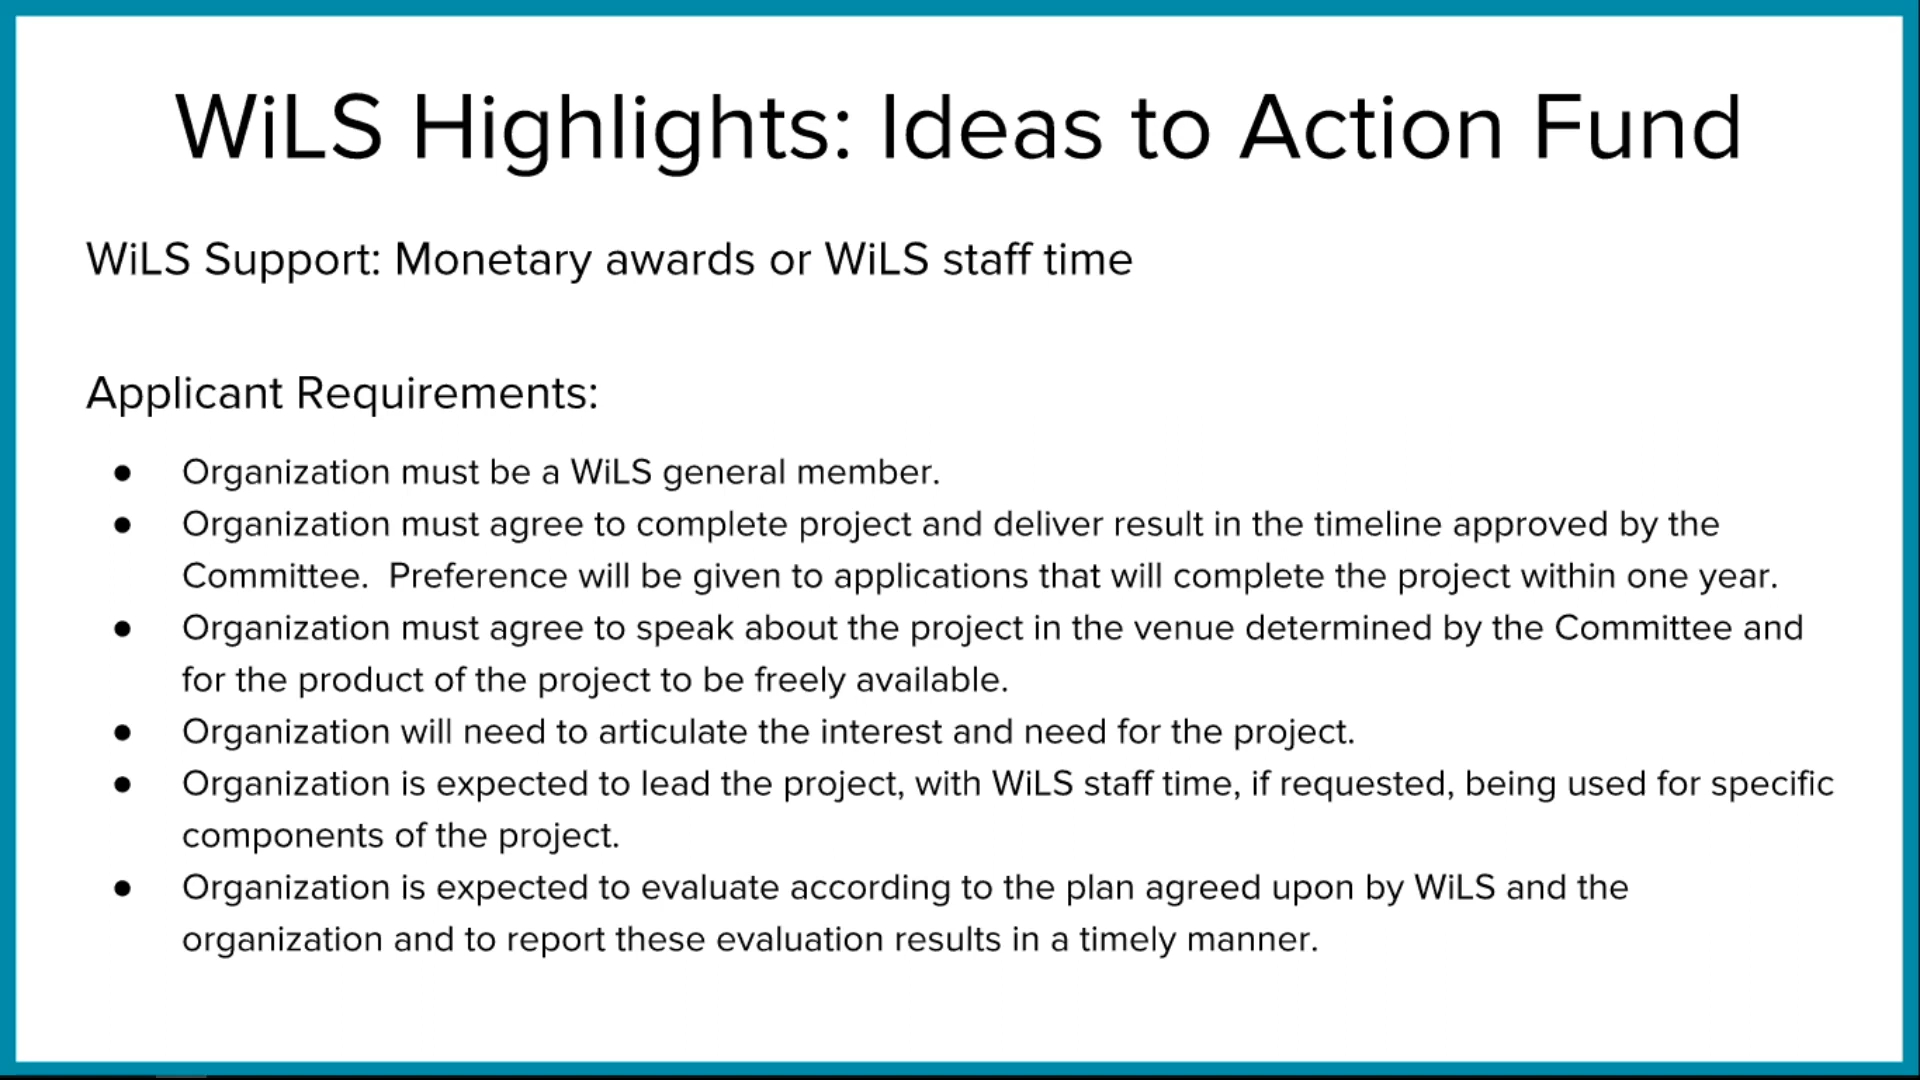 WiLS Highlights: Ideas to Action Fund
WiLS Support: Monetary awards or WiLS staff time
Applicant Requirements:
● Organization must be a WiLS general member.
● Organization must agree to complete project and deliver result in the timeline approved by the
Committee.  Preference will be given to applications that will complete the project within one year.
● Organization must agree to speak about the project in the venue determined by the Committee and
for the product of the project to be freely available.
● Organization will need to articulate the interest and need for the project.
● Organization is expected to lead the project, with WiLS staff time, if requested, being used for specific
components of the project.
● Organization is expected to evaluate according to the plan agreed upon by WiLS and the
organization and to report these evaluation results in a timely manner.